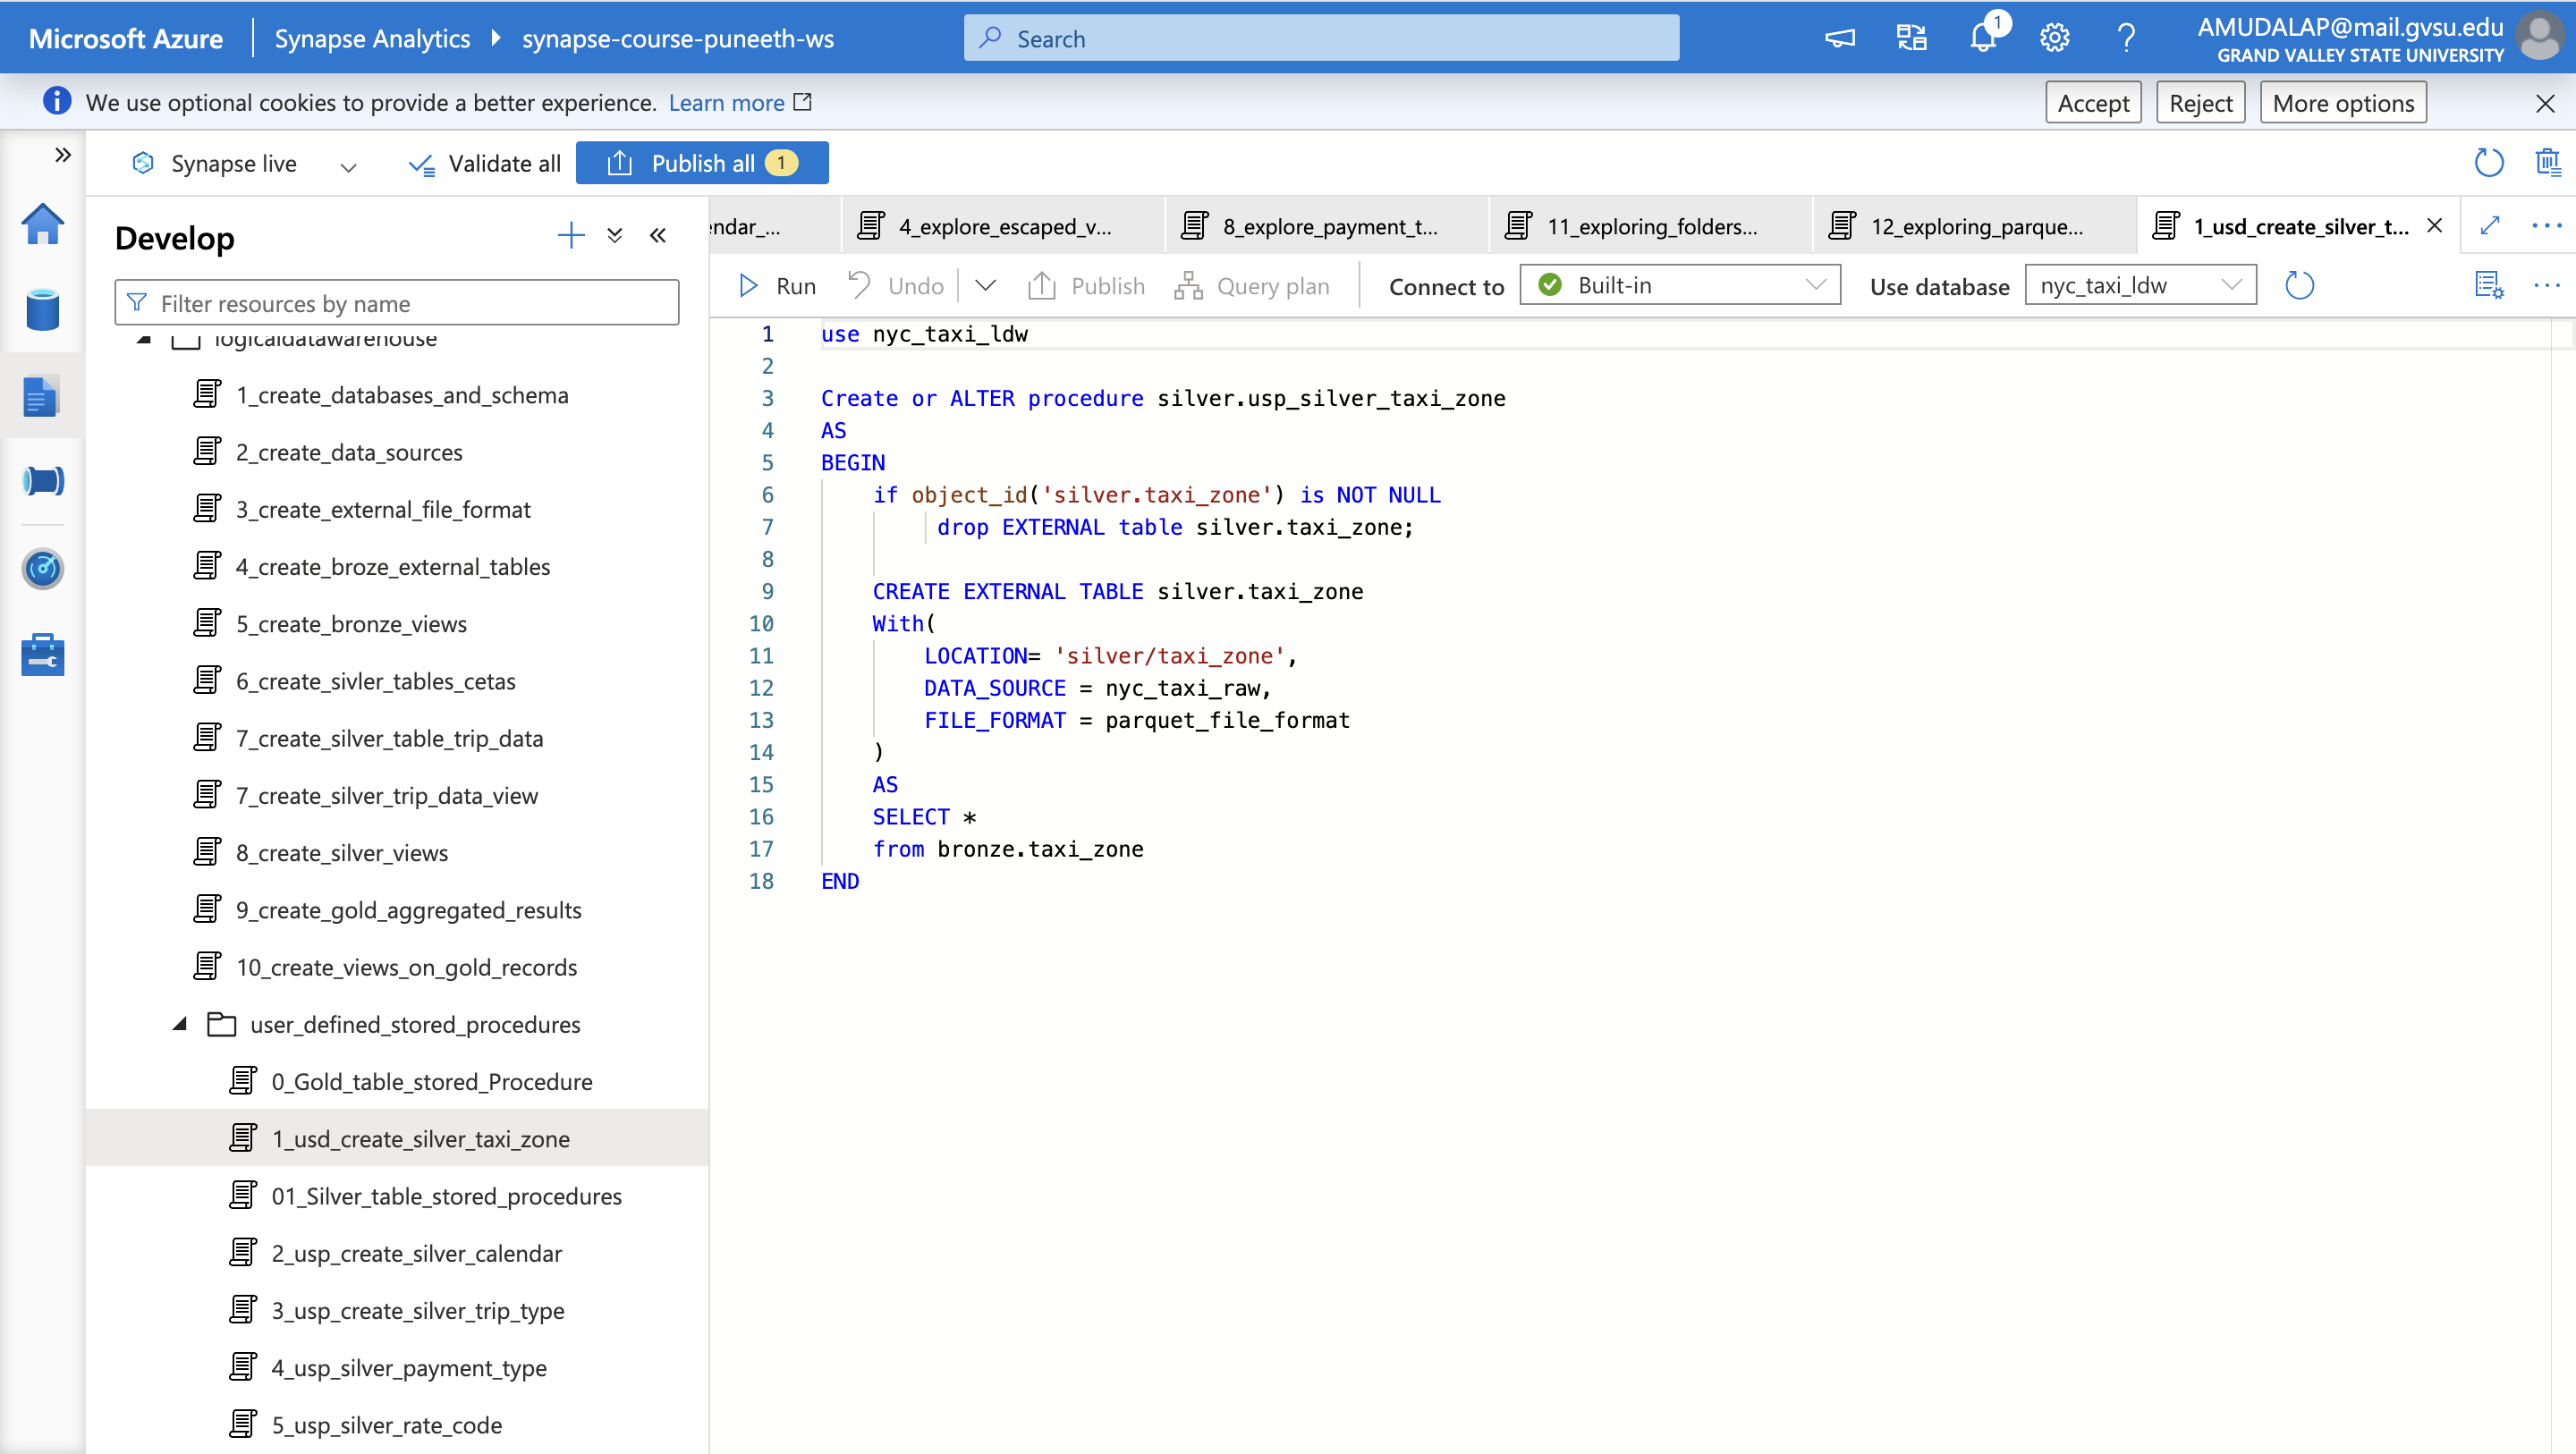 Microsoft Azure
Synapse Analytics
synapse-course-puneeth-ws
Search
1
AMUDALAP@mail.gvsu.edu
GRAND VALLEY STATE UNIVERSITY
We use optional cookies to provide a better experience. Learn more
Accept
Reject
More options
Synapse live
Validate all
Publish all 1
Develop
Filter resources by name
logicaldatawarehouse
1_create_databases_and_schema
2_create_data_sources
3_create_external_file_format
4_create_broze_external_tables
5_create_bronze_views
6_create_sivler_tables_cetas
7_create_silver_table_trip_data
7_create_silver_trip_data_view
8_create_silver_views
9_create_gold_aggregated_results
10_create_views_on_gold_records
user_defined_stored_procedures
0_Gold_table_stored_Procedure
1_usd_create_silver_taxi_zone
01_Silver_table_stored_procedures
2_usp_create_silver_calendar
3_usp_create_silver_trip_type
4_usp_silver_payment_type
5_usp_silver_rate_code
endar_...
4_explore_escaped_v...
8_explore_payment_t...
11_exploring_folders...
12_exploring_parque...
1_usd_create_silver_t...
Run
Undo
Publish
Query plan
Connect to
Built-in
Use database
nyc_taxi_ldw
1 use nyc_taxi_ldw
2
3 Create or ALTER procedure silver.usp_silver_taxi_zone
4 AS
5 BEGIN
6 if object_id('silver.taxi_zone') is NOT NULL
7 drop EXTERNAL table silver.taxi_zone;
8
9 CREATE EXTERNAL TABLE silver.taxi_zone
10 With(
11 LOCATION= 'silver/taxi_zone',
12 DATA_SOURCE = nyc_taxi_raw,
13 FILE_FORMAT = parquet_file_format
14 )
15 AS
16 SELECT *
17 from bronze.taxi_zone
18 END